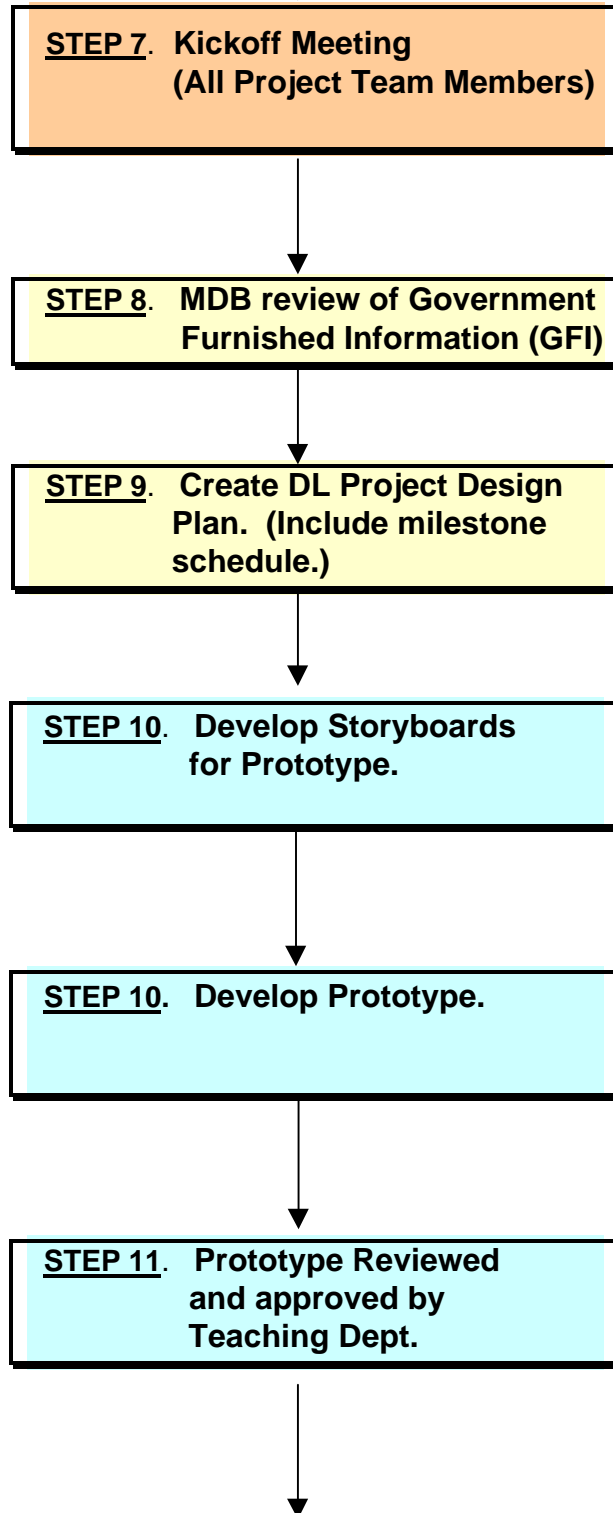 STEP 7. Kickoff Meeting
(All Project Team Members)
STEP 8. MDB review of Government
Furnished Information (GFI)
STEP 9. Create DL Project Design
Plan. (Include milestone
schedule.)
STEP 10. Develop Storyboards
for Prototype.
STEP 10. Develop Prototype.
STEP 11. Prototype Reviewed
and approved by
Teaching Dept.